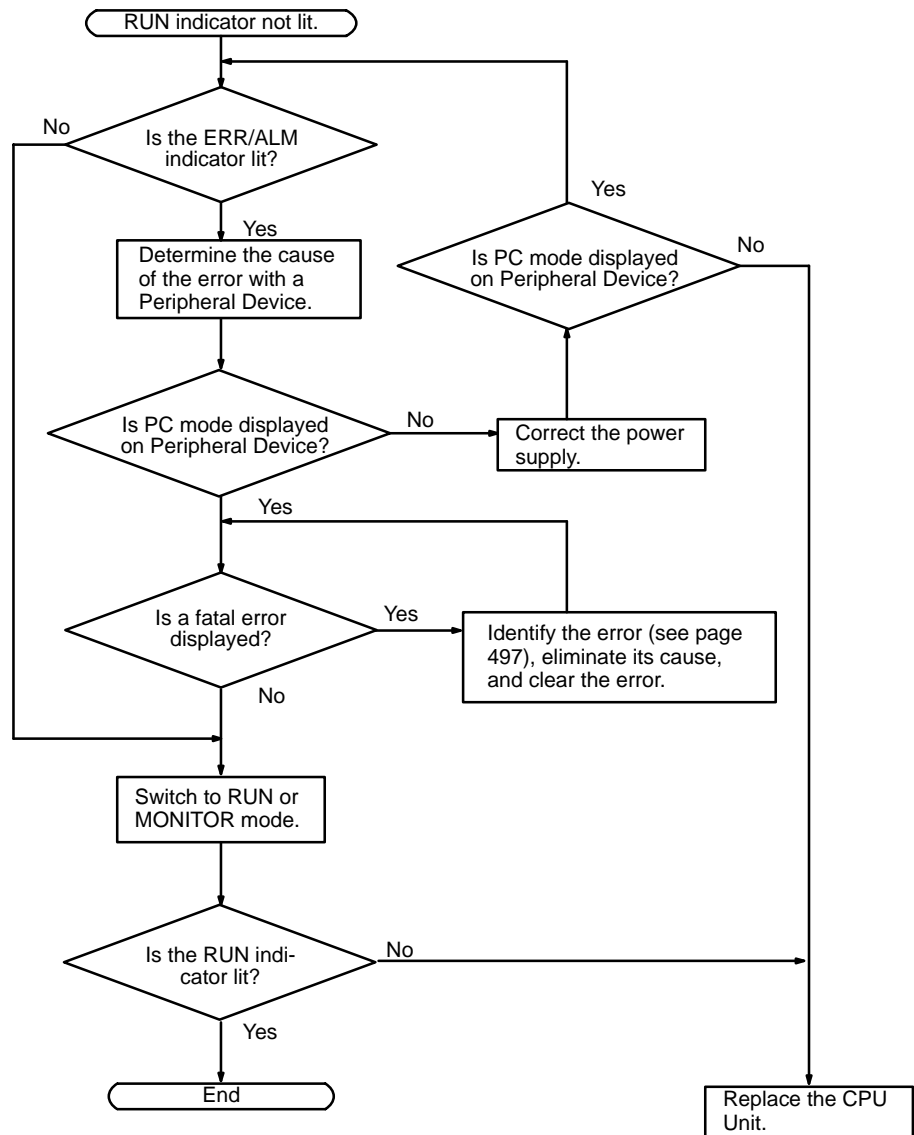 RUN indicator not lit.
No
Is the ERR/ALM
indicator lit?
Yes
Yes
Determine the cause
of the error with a
Peripheral Device.
Is PC mode displayed
on Peripheral Device?
No
Is PC mode displayed
on Peripheral Device?
No
Correct the power
supply.
Yes
Is a fatal error
displayed?
Yes
Identify the error (see page
497), eliminate its cause,
and clear the error.
No
Switch to RUN or
MONITOR mode.
Is the RUN indi-
cator lit?
No
Yes
End
Replace the CPU
Unit.